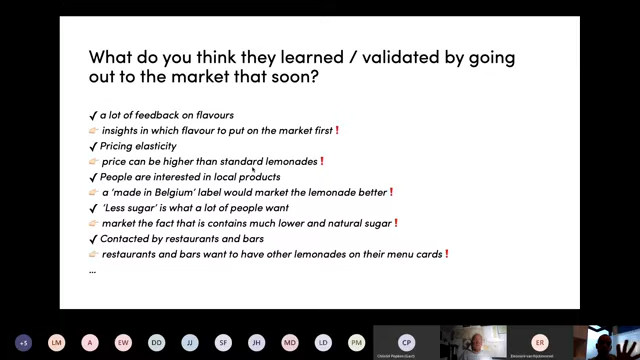 What do you think they learned / validated by going
out to the market that soon?
✓ a lot of feedback on flavours
👉 insights in which flavour to put on the market first !
✓ Pricing elasticity
👉 price can be higher than standard lemonades !
✓ People are interested in local products
👉 a 'made in Belgium' label would market the lemonade better !
✓ 'Less sugar' is what a lot of people want
👉 market the fact that is contains much lower and natural sugar !
✓ Contacted by restaurants and bars
👉 restaurants and bars want to have other lemonades on their menu cards !
...
+5 LM A EW DD JJ SF JH MD LD PM CP ER